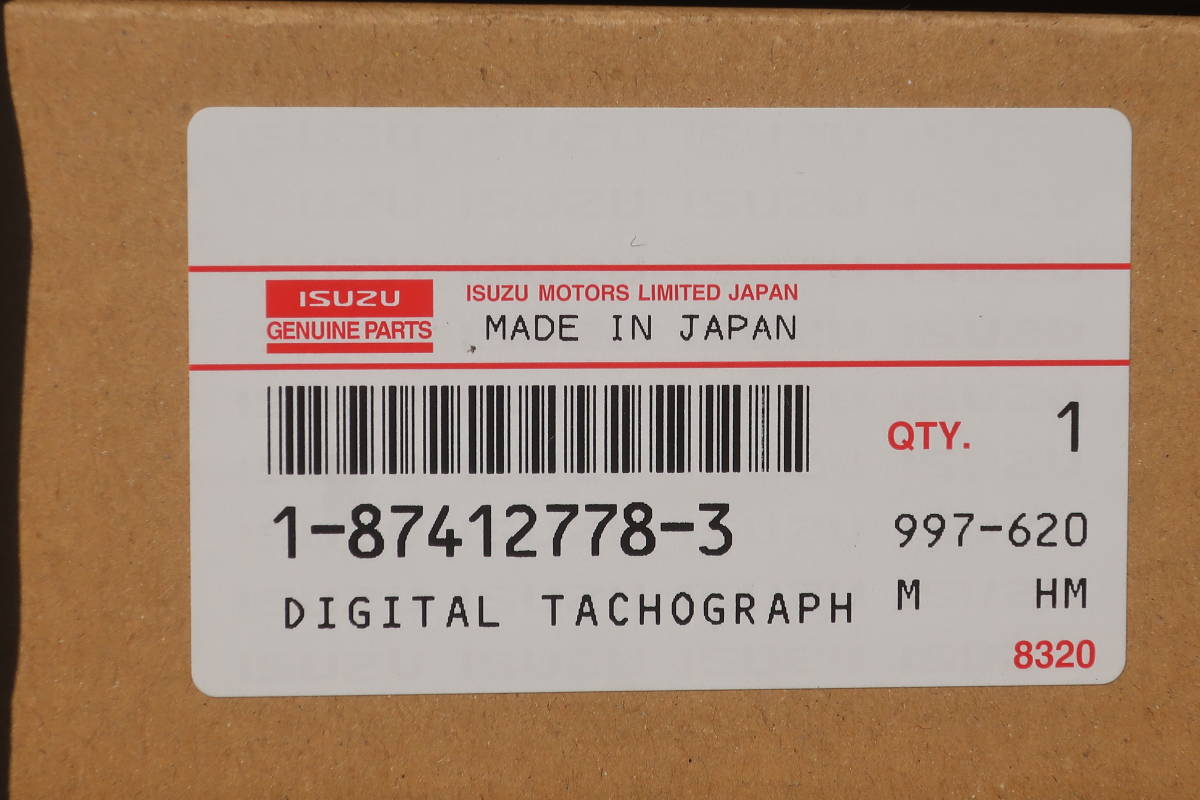 ISUZU
GENUINE PARTS
ISUZU MOTORS LIMITED JAPAN
MADE IN JAPAN
QTY. 1
1-87412778-3
997-620
DIGITAL TACHOGRAPH
M HM
8320